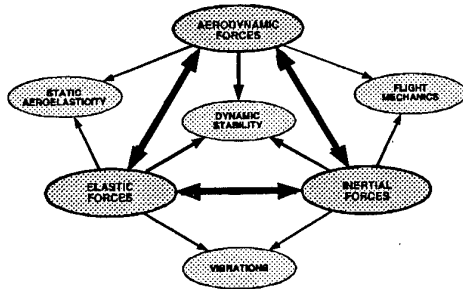 AERODYNAMIC
FORCES
STATIC
AEROELASTICITY
FLIGHT
MECHANICS
DYNAMIC
STABILITY
ELASTIC
FORCES
INERTIAL
FORCES
VIBRATIONS